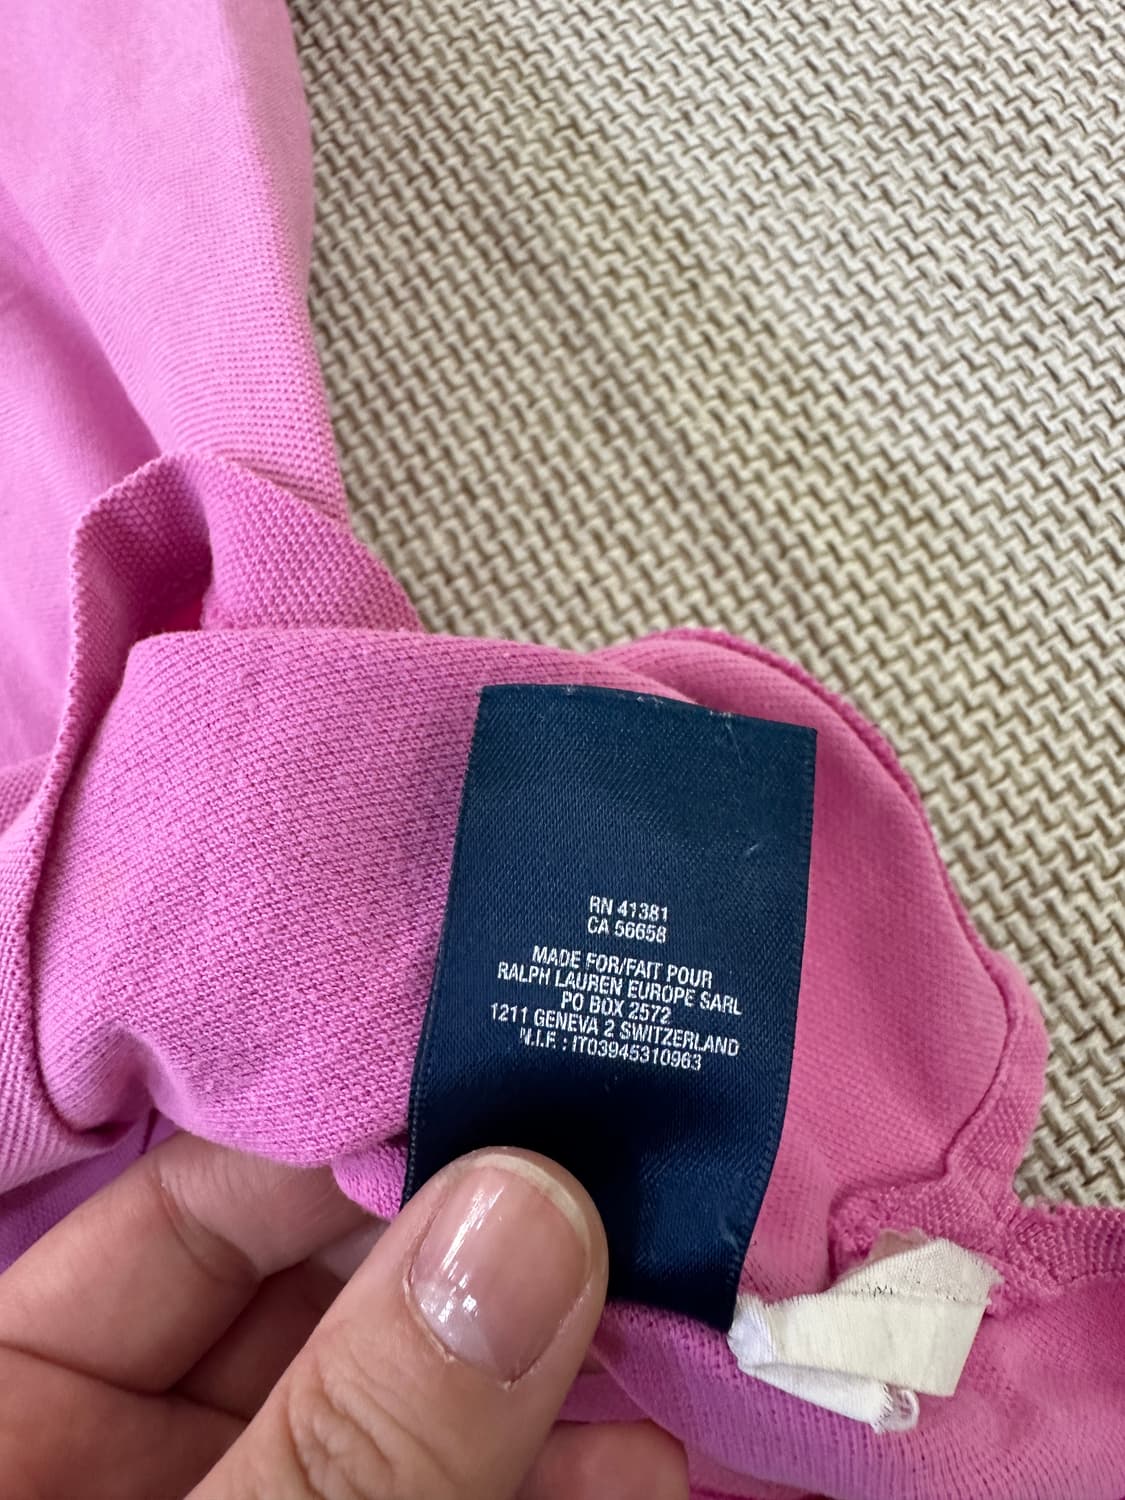 RN 41381
CA 56658
MADE FOR/FAIT POUR
RALPH LAUREN EUROPE SARL
PO BOX 2572
1211 GENEVA 2 SWITZERLAND
N.I.F. : IT03945310963